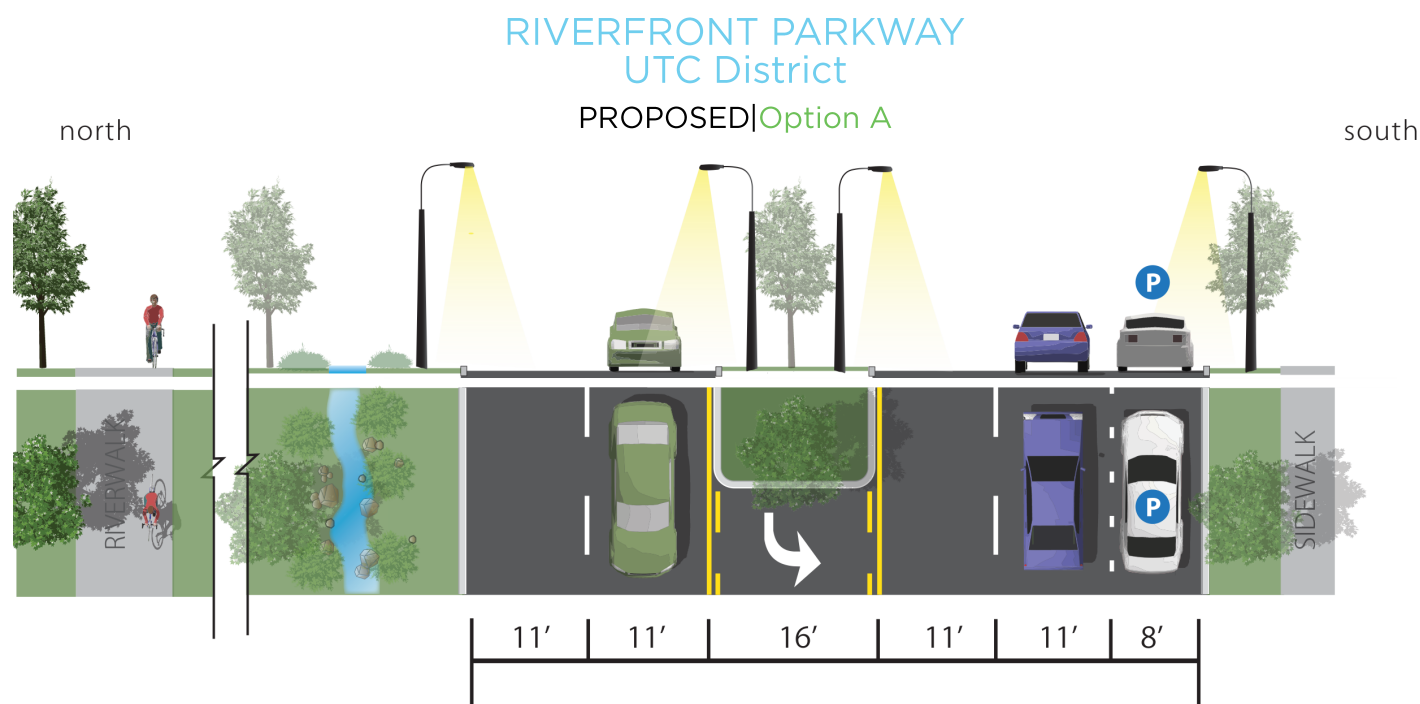 RIVERFRONT PARKWAY
UTC District
PROPOSED|Option A
north
south
P
RIVERWALK
P
SIDEWALK
11’ 11’ 16’ 11’ 11’ 8’